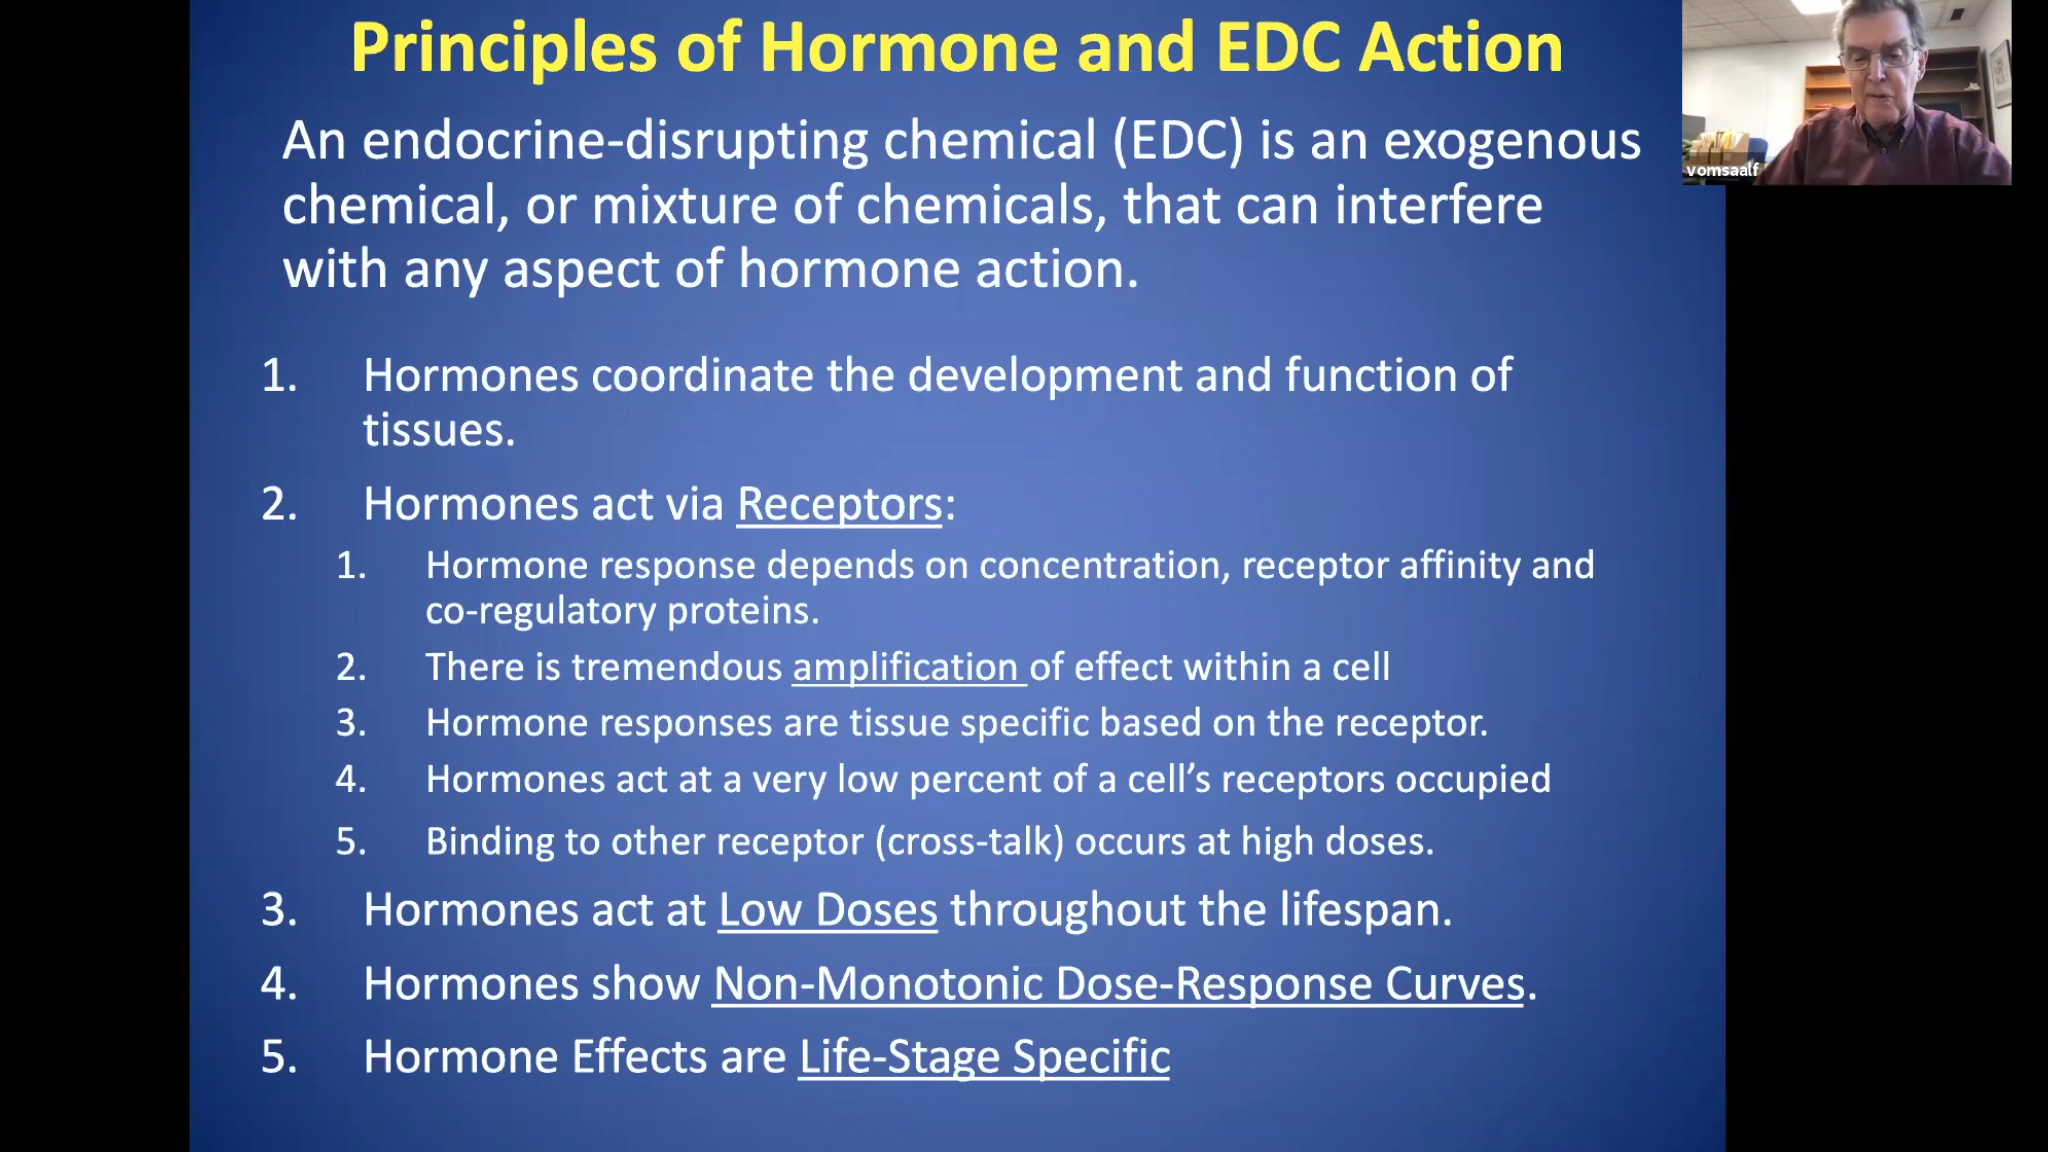 Principles of Hormone and EDC Action
An endocrine-disrupting chemical (EDC) is an exogenous
chemical, or mixture of chemicals, that can interfere
with any aspect of hormone action.
1. Hormones coordinate the development and function of
tissues.
2. Hormones act via Receptors:
1. Hormone response depends on concentration, receptor affinity and
co-regulatory proteins.
2. There is tremendous amplification of effect within a cell
3. Hormone responses are tissue specific based on the receptor.
4. Hormones act at a very low percent of a cell’s receptors occupied
5. Binding to other receptor (cross-talk) occurs at high doses.
3. Hormones act at Low Doses throughout the lifespan.
4. Hormones show Non-Monotonic Dose-Response Curves.
5. Hormone Effects are Life-Stage Specific
vomsaalf